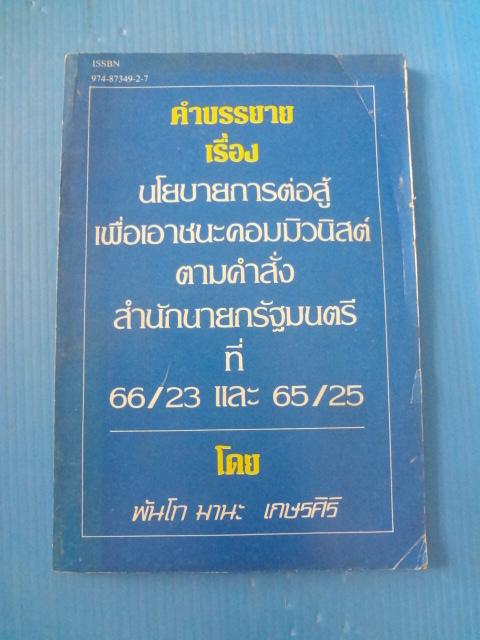 ISSBN
974-87349-2-7
คำบรรยาย
เรื่อง
นโยบายการต่อสู้
เพื่อเอาชนะคอมมิวนิสต์
ตามคำสั่ง
สำนักนายกรัฐมนตรี
ที่
66/23 และ 65/25
โดย
พันโท มานะ เกษรศิริ